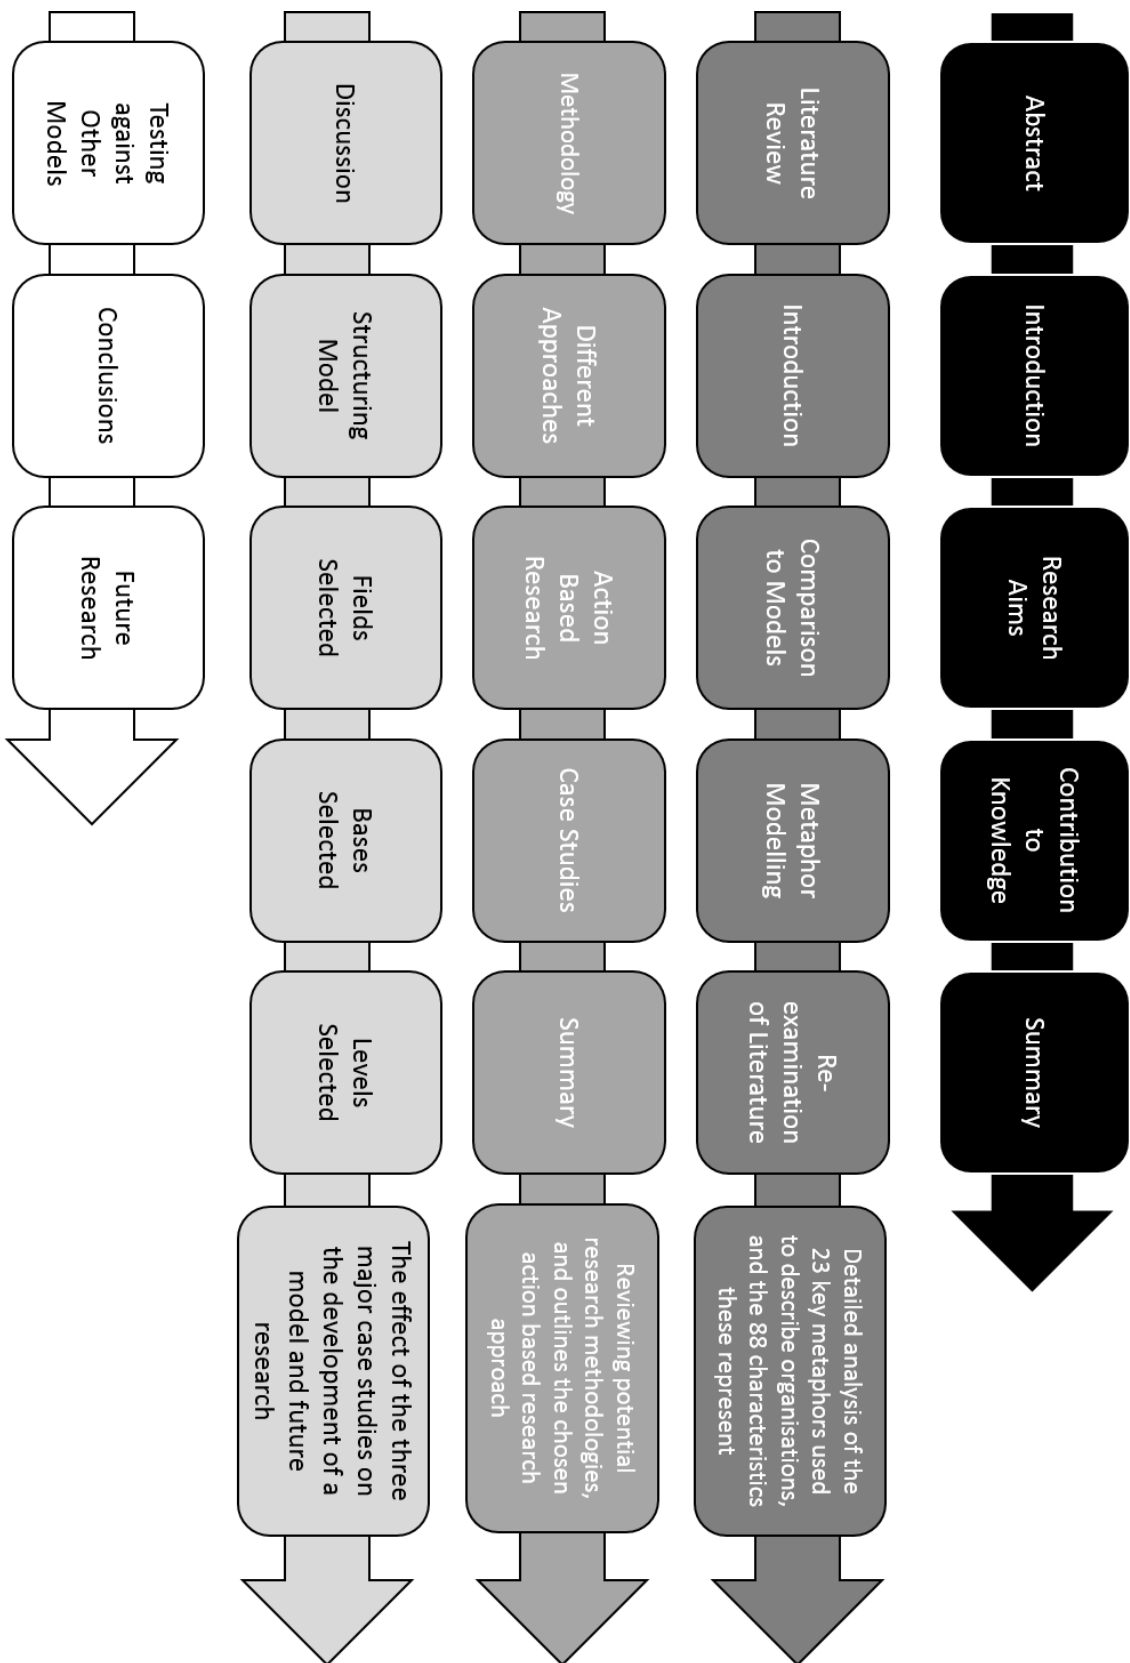 Abstract
Introduction
Research
Aims
Contribution
to
Knowledge
Summary
Literature
Review
Introduction
Comparison
to Models
Metaphor
Modelling
Re-
examination
of Literature
Detailed analysis of the
23 key metaphors used
to describe organisations,
and the 88 characteristics
these represent
Methodology
Different
Approaches
Action
Based
Research
Case Studies
Summary
Reviewing potential
research methodologies,
and outlines the chosen
action based research
approach
Discussion
Structuring
Model
Fields
Selected
Bases
Selected
Levels
Selected
The effect of the three
major case studies on
the development of a
model and future
research
Testing
against
Other
Models
Conclusions
Future
Research